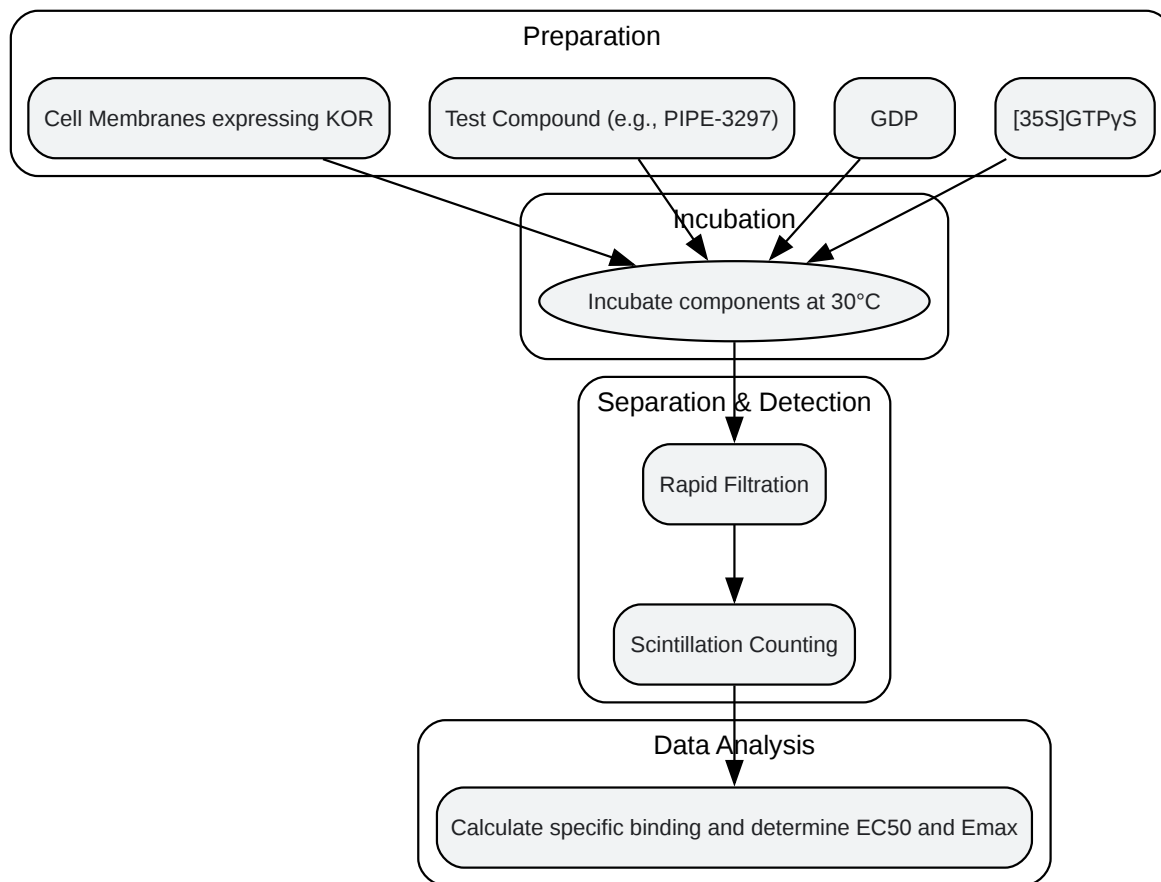 Preparation
Cell Membranes expressing KOR
Test Compound (e.g., PIPE-3297)
GDP
[35S]GTPγS
Incubation
Incubate components at 30°C
Separation & Detection
Rapid Filtration
Scintillation Counting
Data Analysis
Calculate specific binding and determine EC50 and Emax